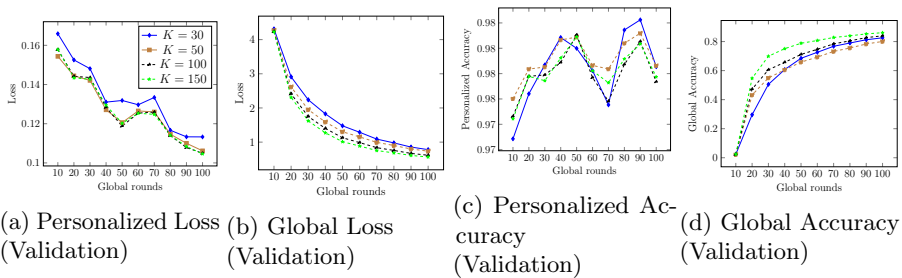 0.16
0.14
0.12
0.1
Loss
10 20 30 40 50 60 70 80 90 100
Global rounds
K = 30
K = 50
K = 100
K = 150
(a) Personalized Loss
(Validation)
4
3
2
1
Loss
10 20 30 40 50 60 70 80 90 100
Global rounds
(b) Global Loss
(Validation)
0.98
0.98
0.98
0.98
0.97
0.97
Personalized Accuracy
10 20 30 40 50 60 70 80 90 100
Global rounds
(c) Personalized Ac-
curacy
(Validation)
0.8
0.6
0.4
0.2
0
Global Accuracy
10 20 30 40 50 60 70 80 90 100
Global rounds
(d) Global Accuracy
(Validation)